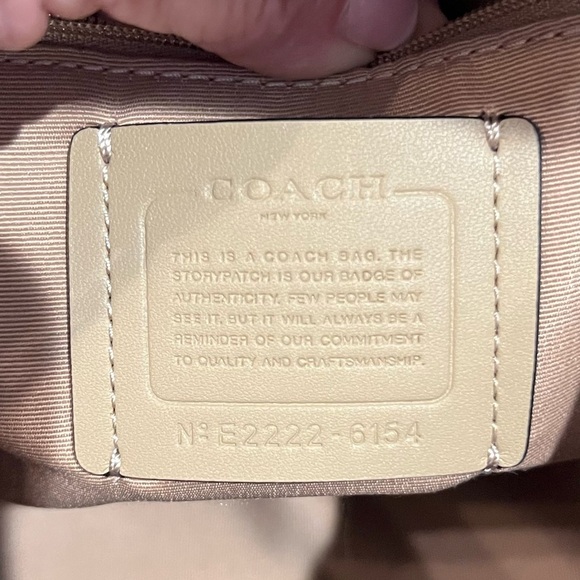 COACH
NEW YORK
THIS IS A COACH BAG. THE
STORYPATCH IS OUR BADGE OF
AUTHENTICITY. FEW PEOPLE MAY
SEE IT, BUT IT WILL ALWAYS BE A
REMINDER OF OUR COMMITMENT
TO QUALITY AND CRAFTSMANSHIP.
Nº E2222-6154